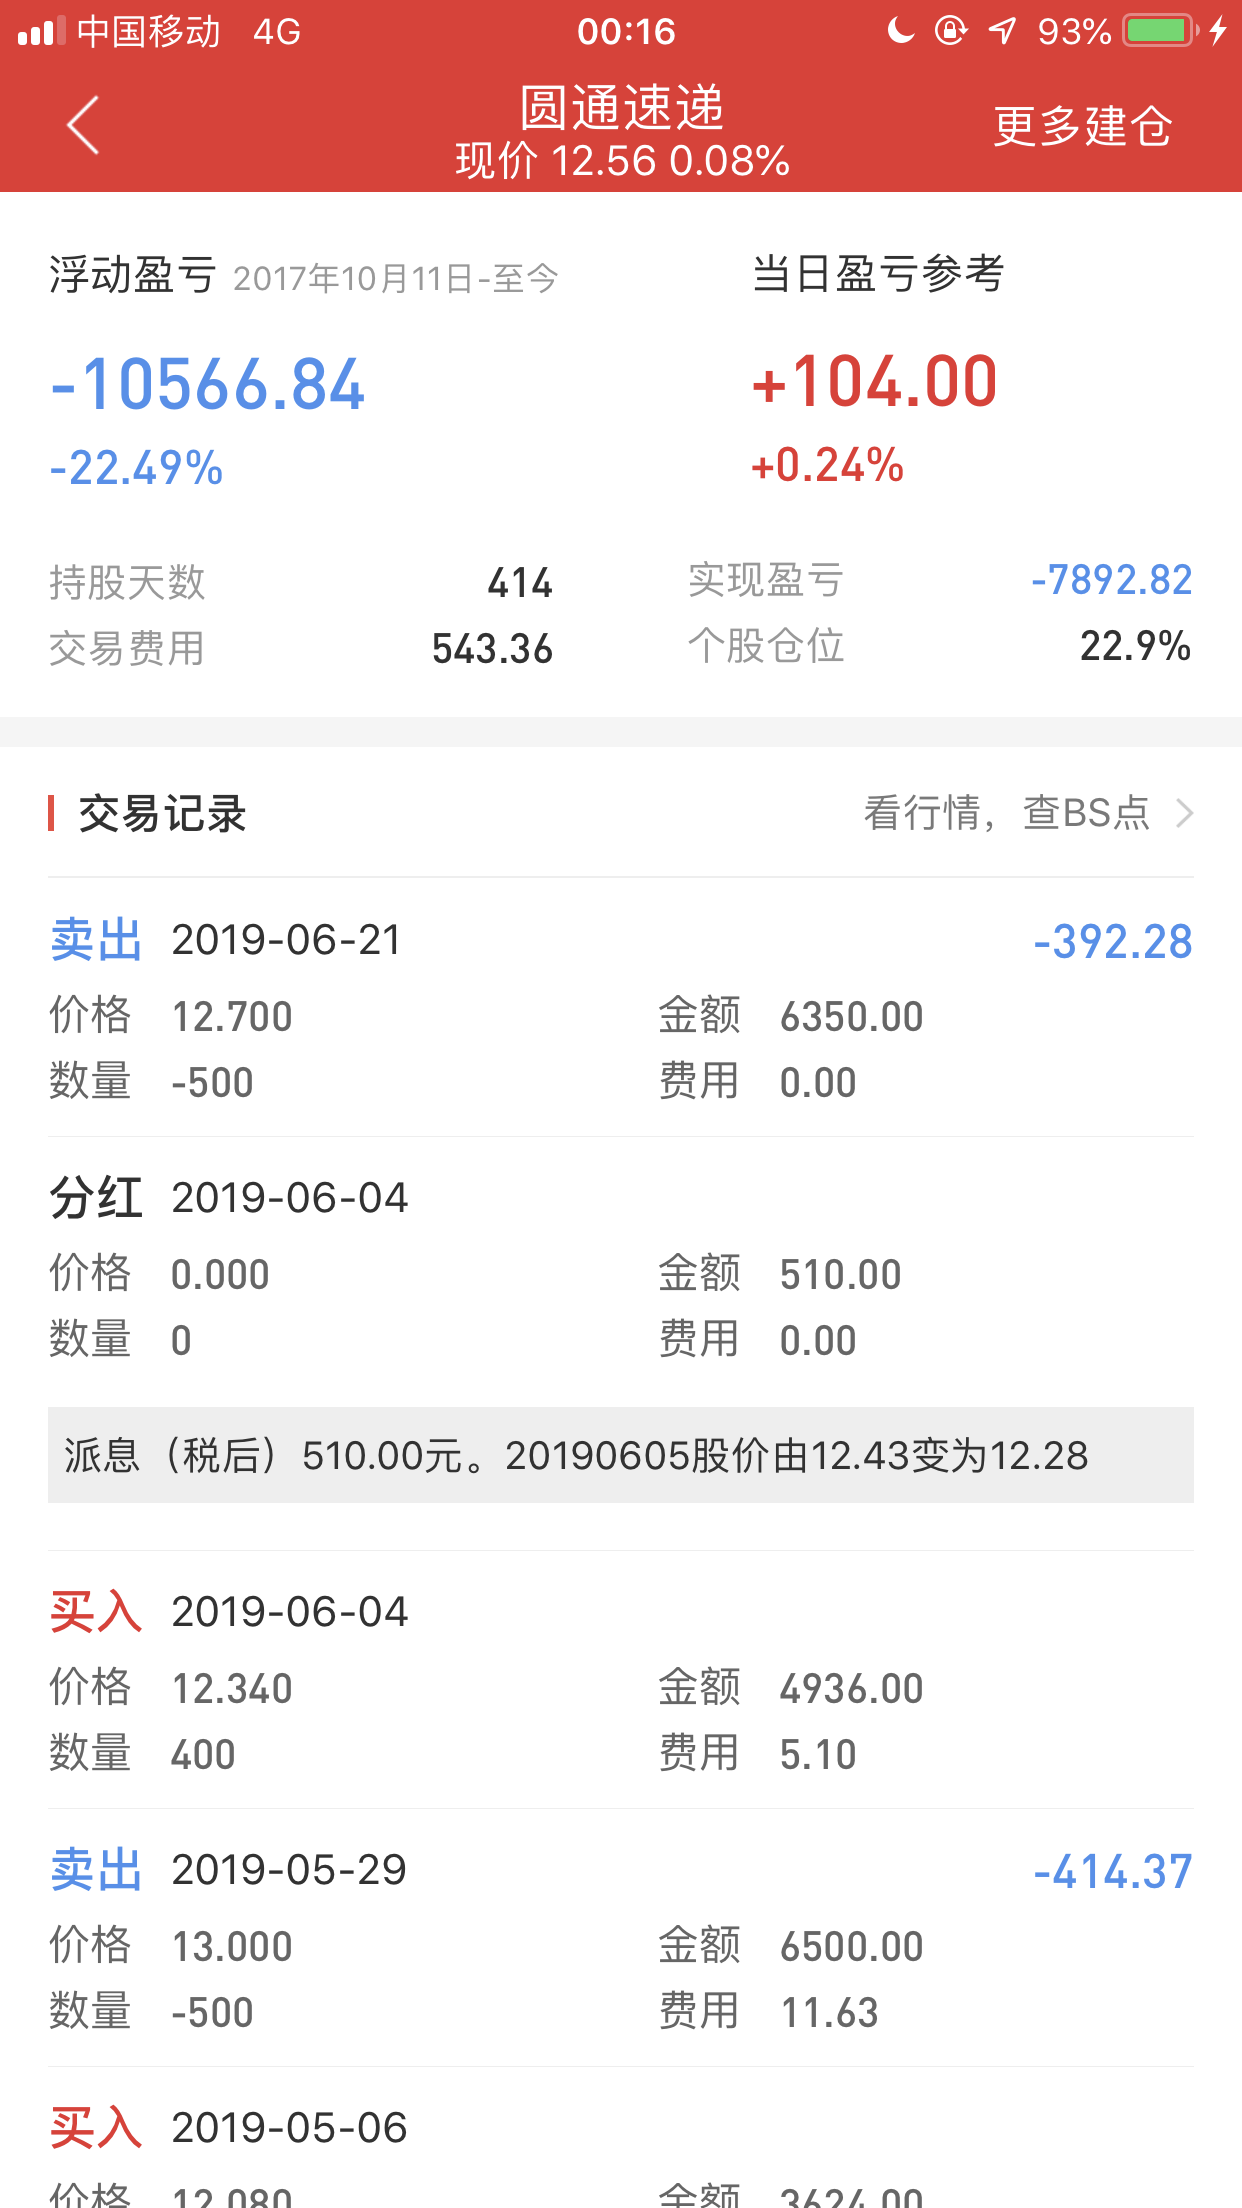 中国移动 4G 00:16 93%
圆通速递
现价 12.56 0.08%
更多建仓
浮动盈亏 2017年10月11日-至今 当日盈亏参考
-10566.84 +104.00
-22.49% +0.24%
持股天数 414 实现盈亏 -7892.82
交易费用 543.36 个股仓位 22.9%
交易记录 看行情，查BS点
卖出 2019-06-21 -392.28
价格 12.700 金额 6350.00
数量 -500 费用 0.00
分红 2019-06-04
价格 0.000 金额 510.00
数量 0 费用 0.00
派息（税后）510.00元。20190605股价由12.43变为12.28
买入 2019-06-04
价格 12.340 金额 4936.00
数量 400 费用 5.10
卖出 2019-05-29 -414.37
价格 13.000 金额 6500.00
数量 -500 费用 11.63
买入 2019-05-06
价格 12.080 金额 3624.00